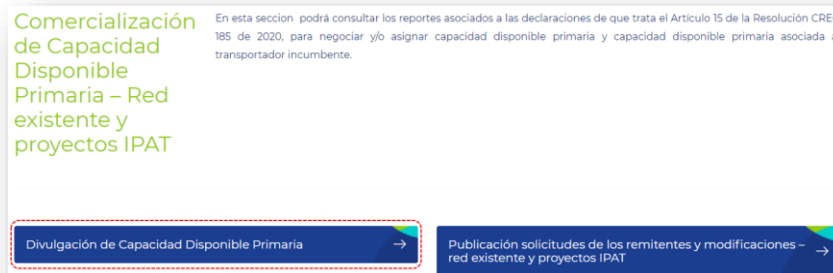 Comercialización
de Capacidad
Disponible
Primaria – Red
existente y
proyectos IPAT
En esta seccion podrá consultar los reportes asociados a las declaraciones de que trata el Artículo 15 de la Resolución
185 de 2020, para negociar y/o asignar capacidad disponible primaria y capacidad disponible primaria asociada
transportador incumbente.
Divulgación de Capacidad Disponible Primaria →
Publicación solicitudes de los remitentes y modificaciones – →
red existente y proyectos IPAT